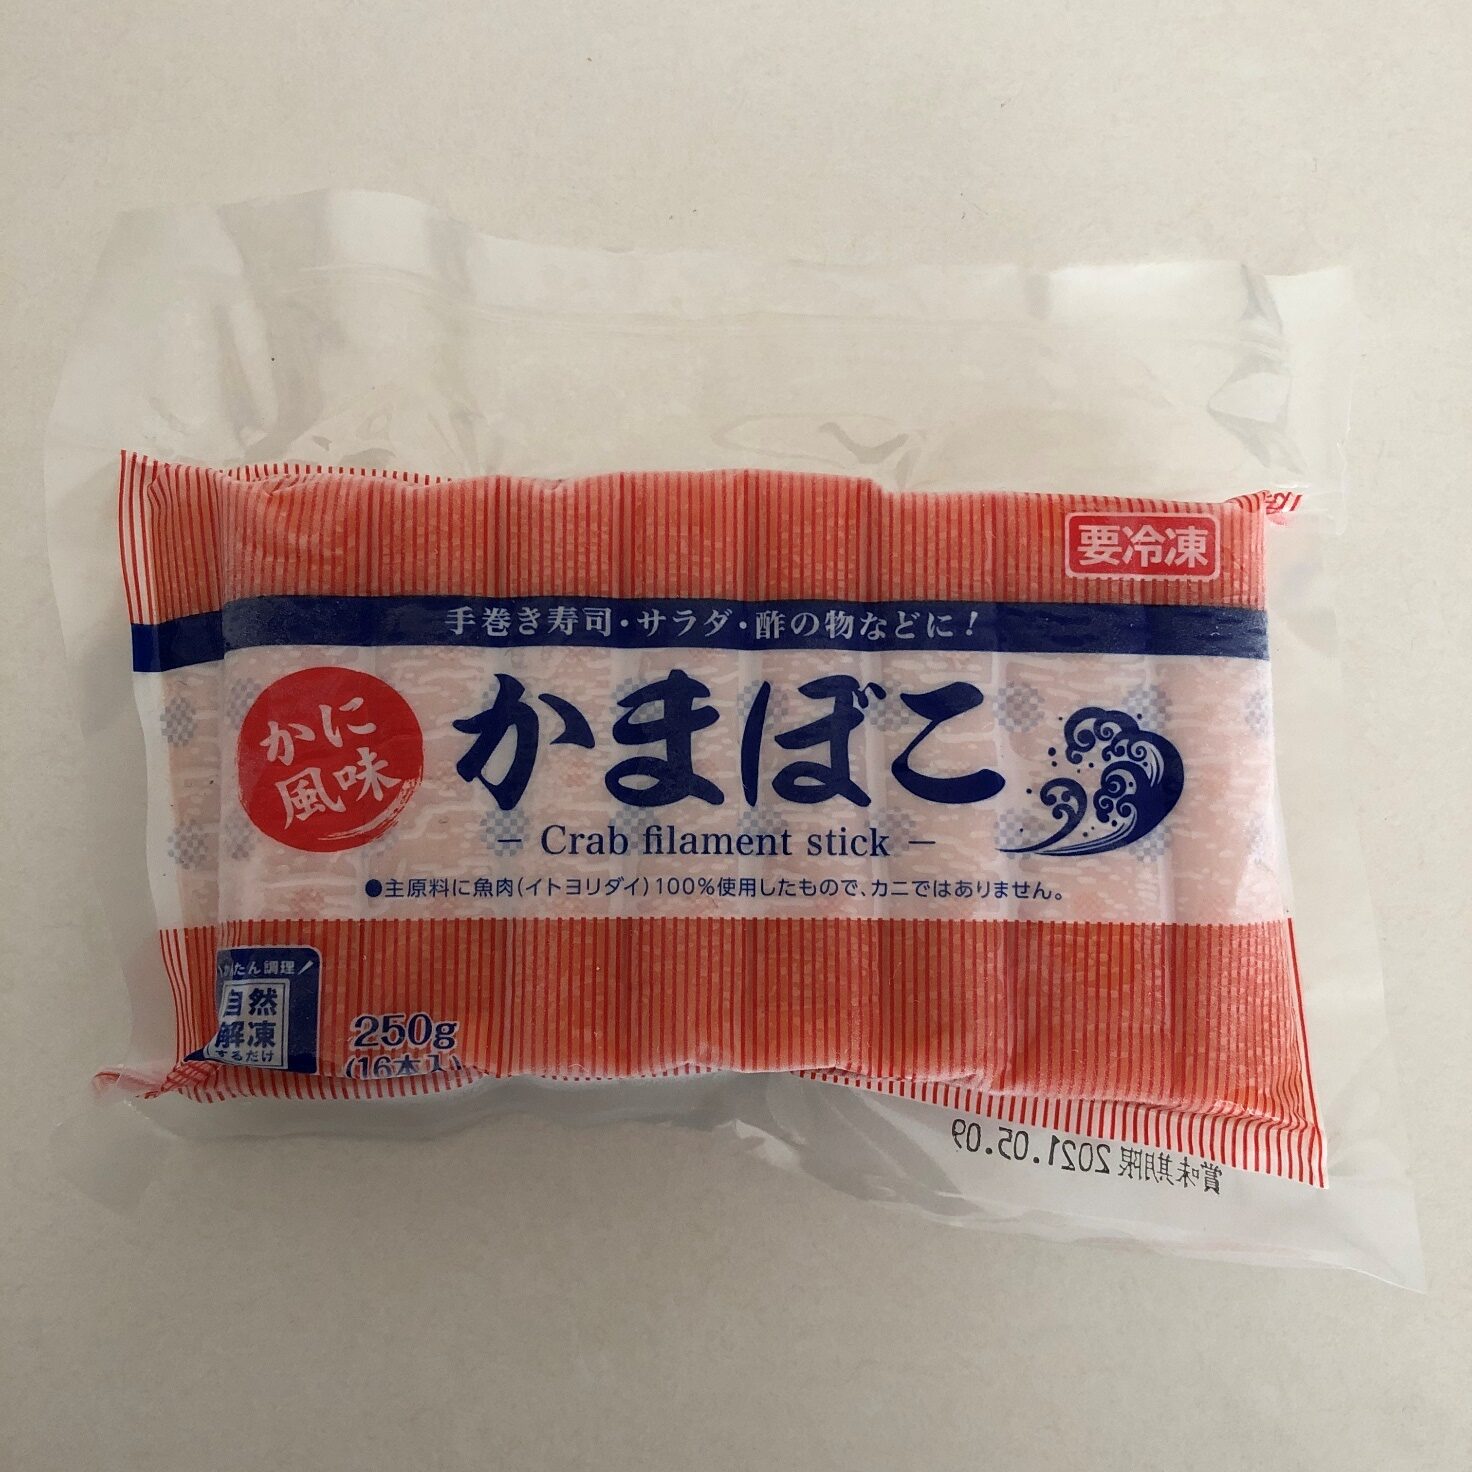 要冷凍
手巻き寿司・サラダ・酢の物などに!
かに
風味
かまぼこ
— Crab filament stick —
●主原料に魚肉(イトヨリダイ)100%使用したもので、カニではありません。
かんたん調理
自然
解凍
するだけ
250g
(16本入)
賞味期限 2021.05.09